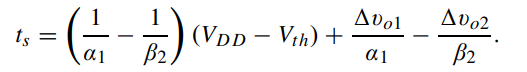 $t_s = \left( \frac{1}{\alpha_1} - \frac{1}{\beta_2} \right) (V_{DD} - V_{th}) + \frac{\Delta v_{o1}}{\alpha_1} - \frac{\Delta v_{o2}}{\beta_2}.$